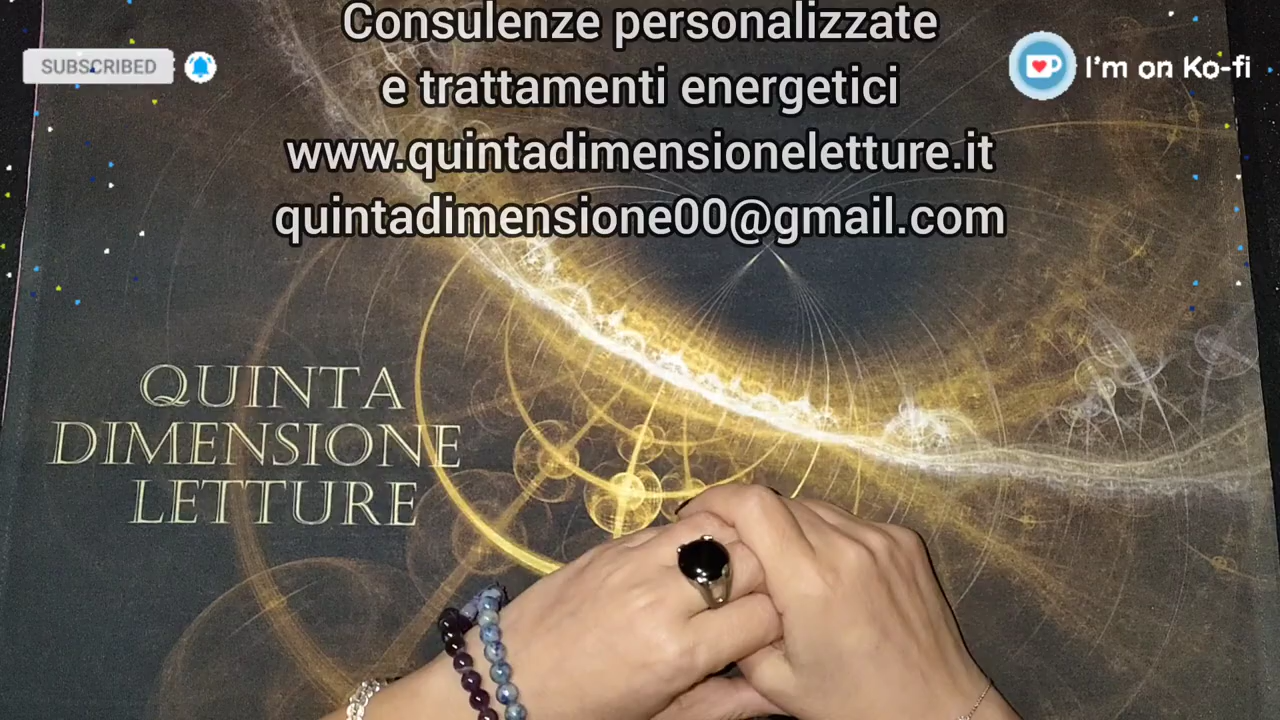 Consulenze personalizzate
e trattamenti energetici
www.quintadimensioneletture.it
quintadimensione00@gmail.com
SUBSCRIBED
I'm on Ko-fi
QUINTA
DIMENSIONE
LETTURE